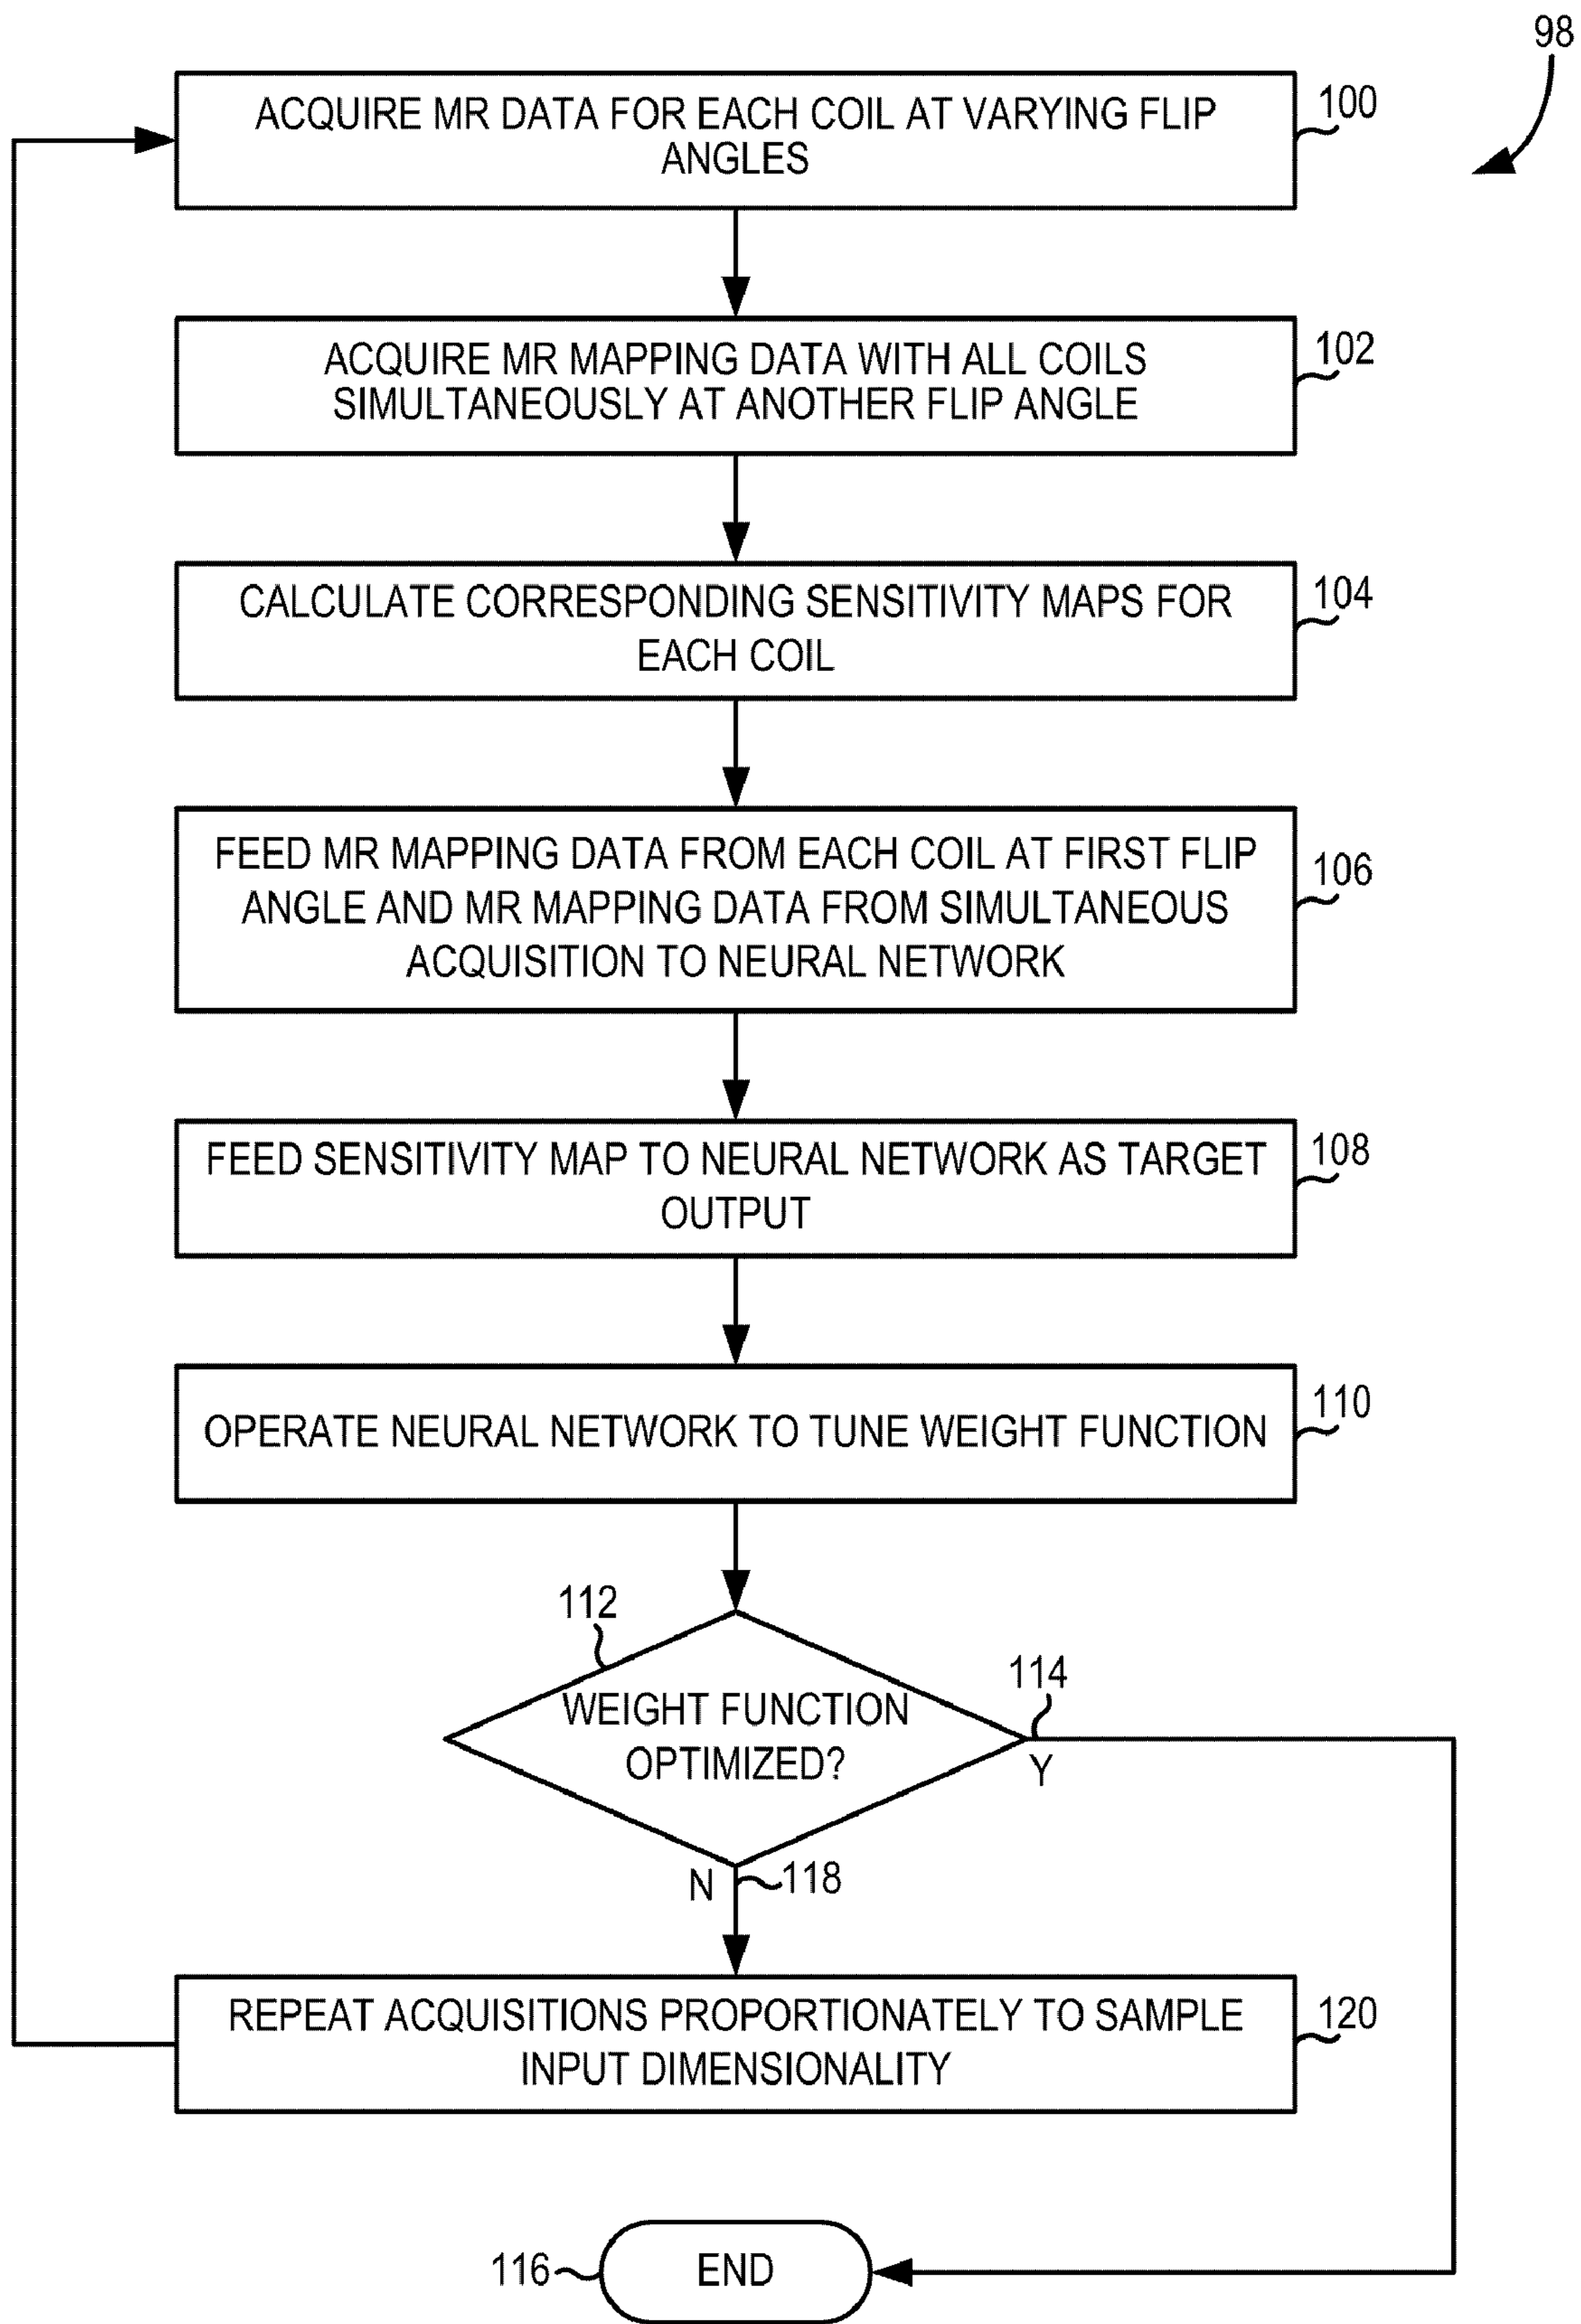 98
ACQUIRE MR DATA FOR EACH COIL AT VARYING FLIP
ANGLES
100
ACQUIRE MR MAPPING DATA WITH ALL COILS
SIMULTANEOUSLY AT ANOTHER FLIP ANGLE
102
CALCULATE CORRESPONDING SENSITIVITY MAPS FOR
EACH COIL
104
FEED MR MAPPING DATA FROM EACH COIL AT FIRST FLIP
ANGLE AND MR MAPPING DATA FROM SIMULTANEOUS
ACQUISITION TO NEURAL NETWORK
106
FEED SENSITIVITY MAP TO NEURAL NETWORK AS TARGET
OUTPUT
108
OPERATE NEURAL NETWORK TO TUNE WEIGHT FUNCTION
110
112
WEIGHT FUNCTION
OPTIMIZED?
114
Y
N
118
REPEAT ACQUISITIONS PROPORTIONATELY TO SAMPLE
INPUT DIMENSIONALITY
120
116
END